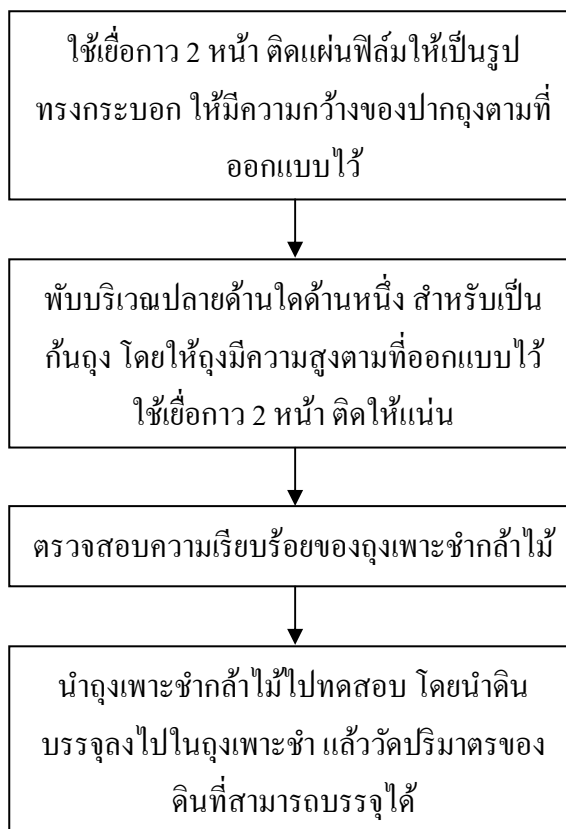 ใช้เยื่อกาว 2 หน้า ติดแผ่นฟิล์มให้เป็นรูป
ทรงกระบอก ให้มีความกว้างของปากถุงตามที่
ออกแบบไว้
พับบริเวณปลายด้านใดด้านหนึ่ง สำหรับเป็น
ก้นถุง โดยให้ถุงมีความสูงตามที่ออกแบบไว้
ใช้เยื่อกาว 2 หน้า ติดให้แน่น
ตรวจสอบความเรียบร้อยของถุงเพาะชำกล้าไม้
นำถุงเพาะชำกล้าไม้ไปทดสอบ โดยนำดิน
บรรจุลงไปในถุงเพาะชำ แล้ววัดปริมาตรของ
ดินที่สามารถบรรจุได้